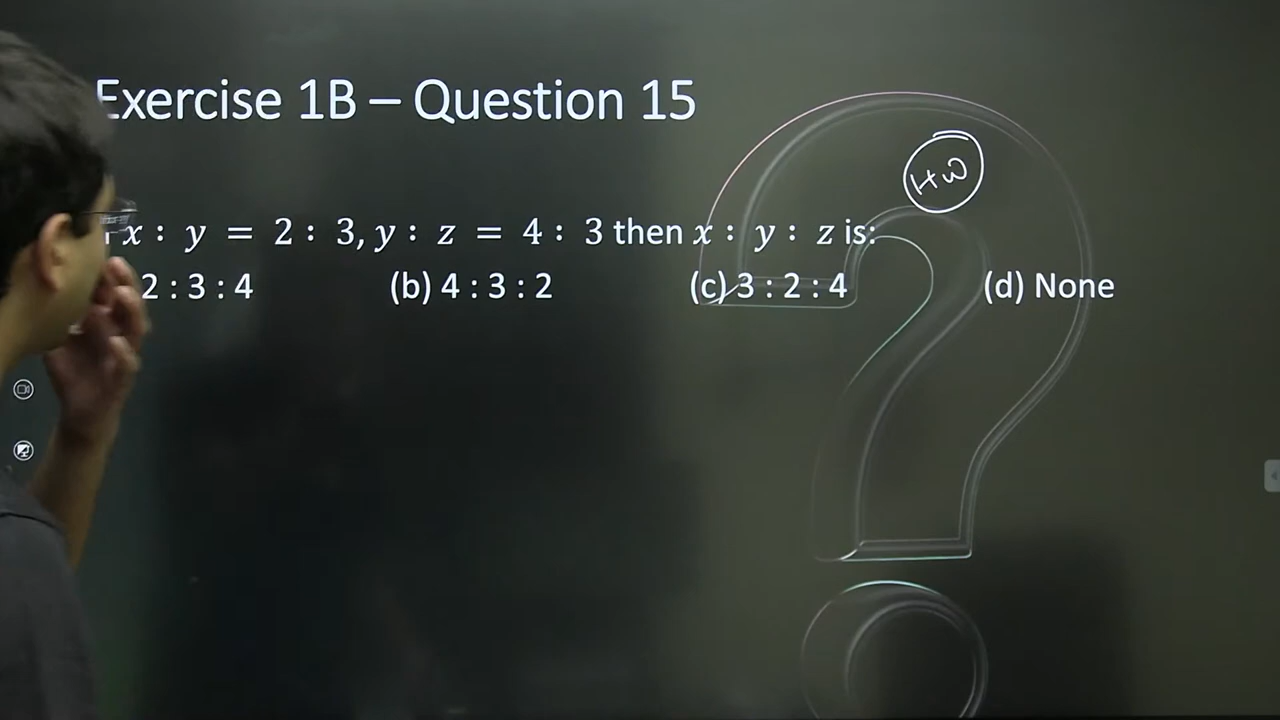 Exercise 1B – Question 15
HW
x : y = 2 : 3, y : z = 4 : 3 then x : y : z is:
2 : 3 : 4 (b) 4 : 3 : 2 (c) 3 : 2 : 4 (d) None